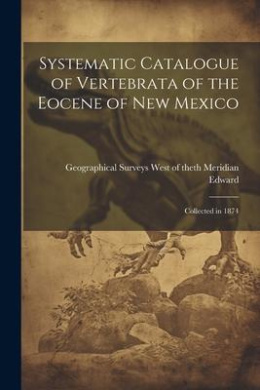 Systematic Catalogue
of Vertebrata of the
Eocene of New Mexico
Geographical Surveys West of theth Meridian
Edward
Collected in 1874